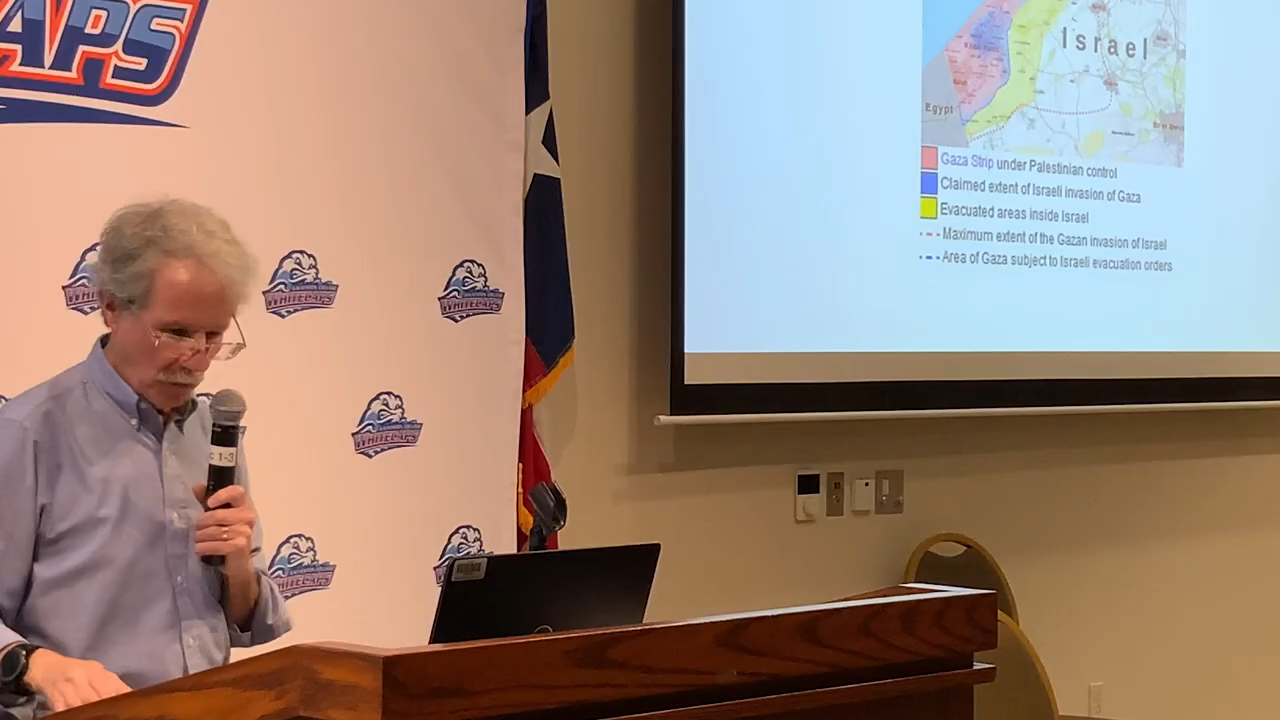 APS
Israel
Egypt
Gaza Strip under Palestinian control
Claimed extent of Israeli invasion of Gaza
Evacuated areas inside Israel
Maximum extent of the Gazan invasion of Israel
Area of Gaza subject to Israeli evacuation orders
WHITECAPS
WHITECAPS
WHITECAPS
WHITECAPS
1-3